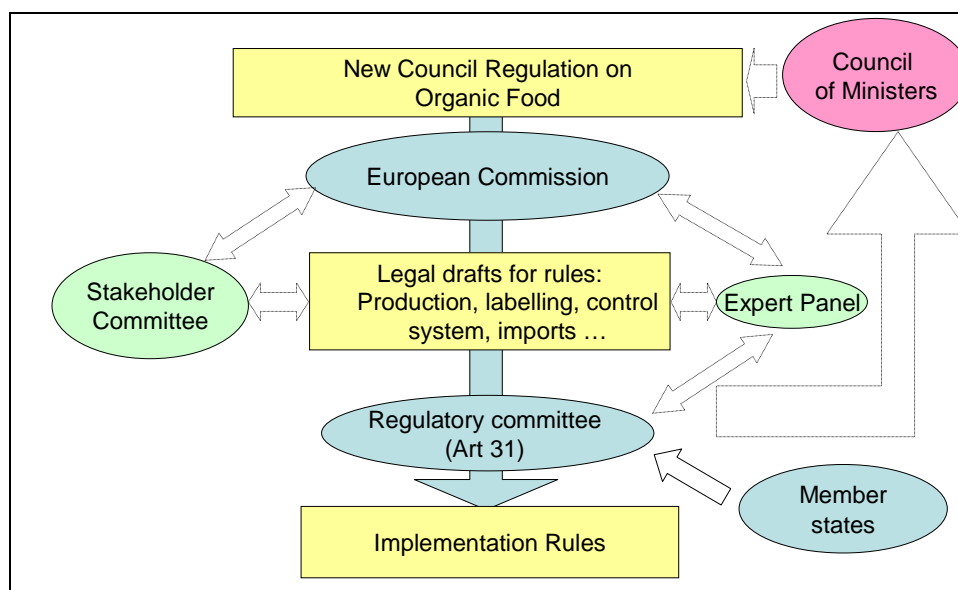 New Council Regulation on
Organic Food
Council
of Ministers
European Commission
Stakeholder
Committee
Legal drafts for rules:
Production, labelling, control
system, imports …
Expert Panel
Regulatory committee
(Art 31)
Member
states
Implementation Rules